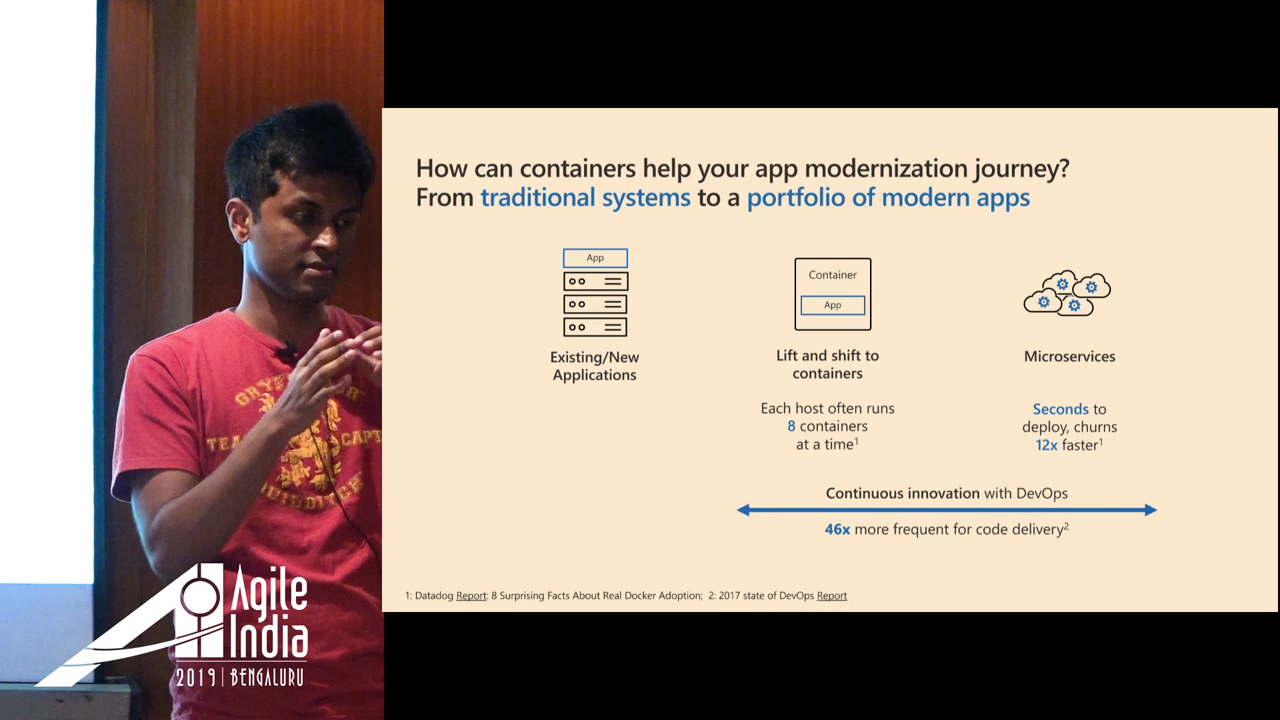 How can containers help your app modernization journey?
From traditional systems to a portfolio of modern apps
App
Existing/New
Applications
Container
App
Lift and shift to
containers
Each host often runs
8 containers
at a time¹
Microservices
Seconds to
deploy, churns
12x faster¹
Continuous innovation with DevOps
46x more frequent for code delivery²
1: Datadog Report: 8 Surprising Facts About Real Docker Adoption; 2: 2017 state of DevOps Report
TEA
CAPT
Agile
India
2019 | BENGALURU